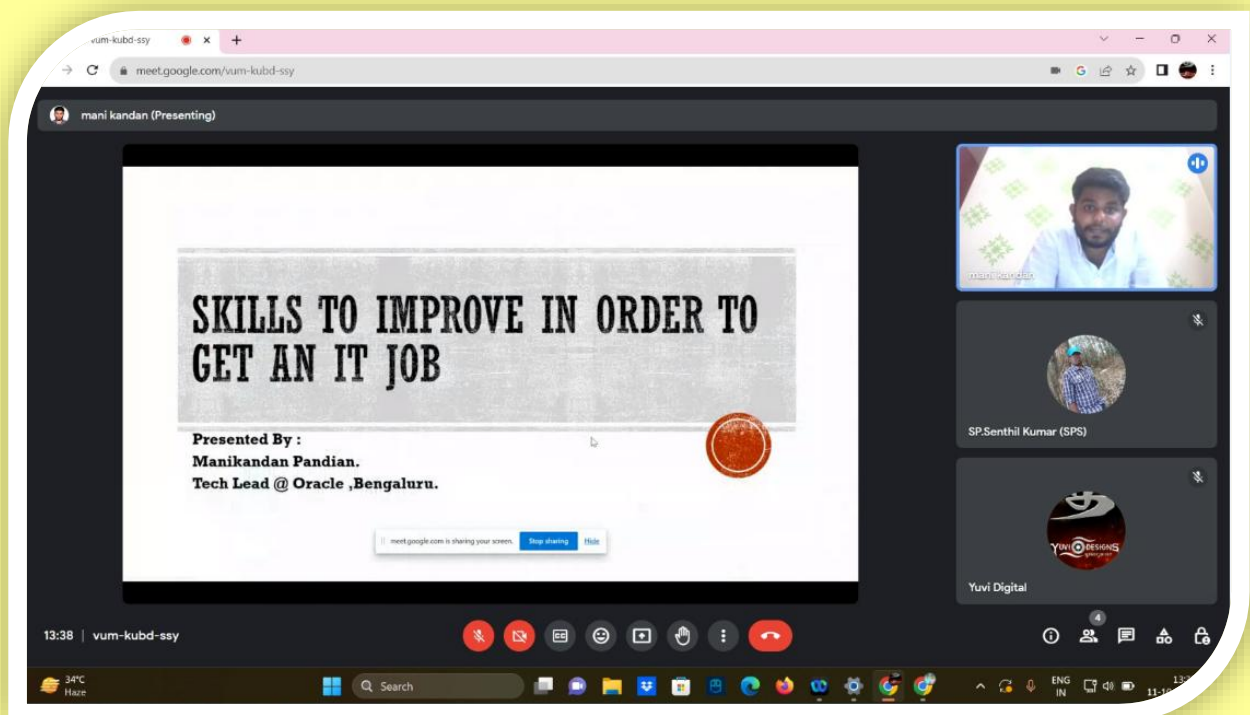 vum-kubd-ssy
meet.google.com/vum-kubd-ssy
mani kandan (Presenting)
SKILLS TO IMPROVE IN ORDER TO
GET AN IT JOB
Presented By :
Manikandan Pandian.
Tech Lead @ Oracle ,Bengaluru.
meet.google.com is sharing your screen. Stop sharing Hide
mani kandan
SP.Senthil Kumar (SPS)
YUVI DESIGNS
Yuvi Digital
13:38 | vum-kubd-ssy
4
34°C
Haze
Search
ENG
IN